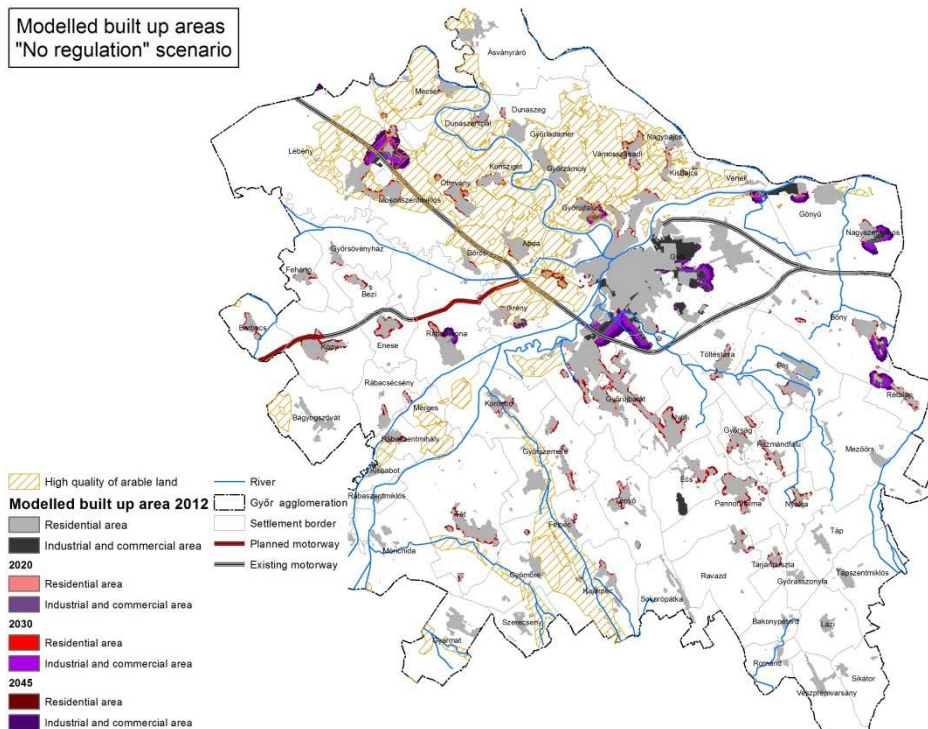 Modelled built up areas
"No regulation" scenario
Ásványráró
Mecsér
Dunaszeg
Dunaszentpál
Győrladamér
Nagybajcs
Lébény
Vámosszabadi
Kunsziget
Kisbajcs
Győrzámoly
Vének
Öttevény
Mosonszentmiklós
Győrújfalu
Gönyű
Nagyszentjános
Győrsövényház
Abda
Börcs
Győr
Fehértó
Bezi
Ikrény
Bőny
Barbacs
Enese
Kóny
Rábapatona
Töltéstava
Pér
Rábacsécsény
Rétalap
Győrújbarát
Mérges
Koroncó
Bágyogszovát
Nyúl
Győrság
Rábaszentmihály
Pázmándfalu
Mezőörs
Győrszemere
Kisbabot
Écs
Rábaszentmiklós
Tényő
Pannonhalma
Nyalka
Tét
Felpéc
Táp
Mórichida
Tarjánpuszta
Gyömöre
Ravazd
Tápszentmiklós
Győrasszonyfa
Kajárpéc
Sokorópátka
Szerecseny
Bakonypéterd
Lázi
Gyarmat
Románd
Sikátor
Veszprémvarsány
High quality of arable land
River
Modelled built up area 2012
Győr agglomeration
Residential area
Settlement border
Industrial and commercial area
Planned motorway
2020
Existing motorway
Residential area
Industrial and commercial area
2030
Residential area
Industrial and commercial area
2045
Residential area
Industrial and commercial area